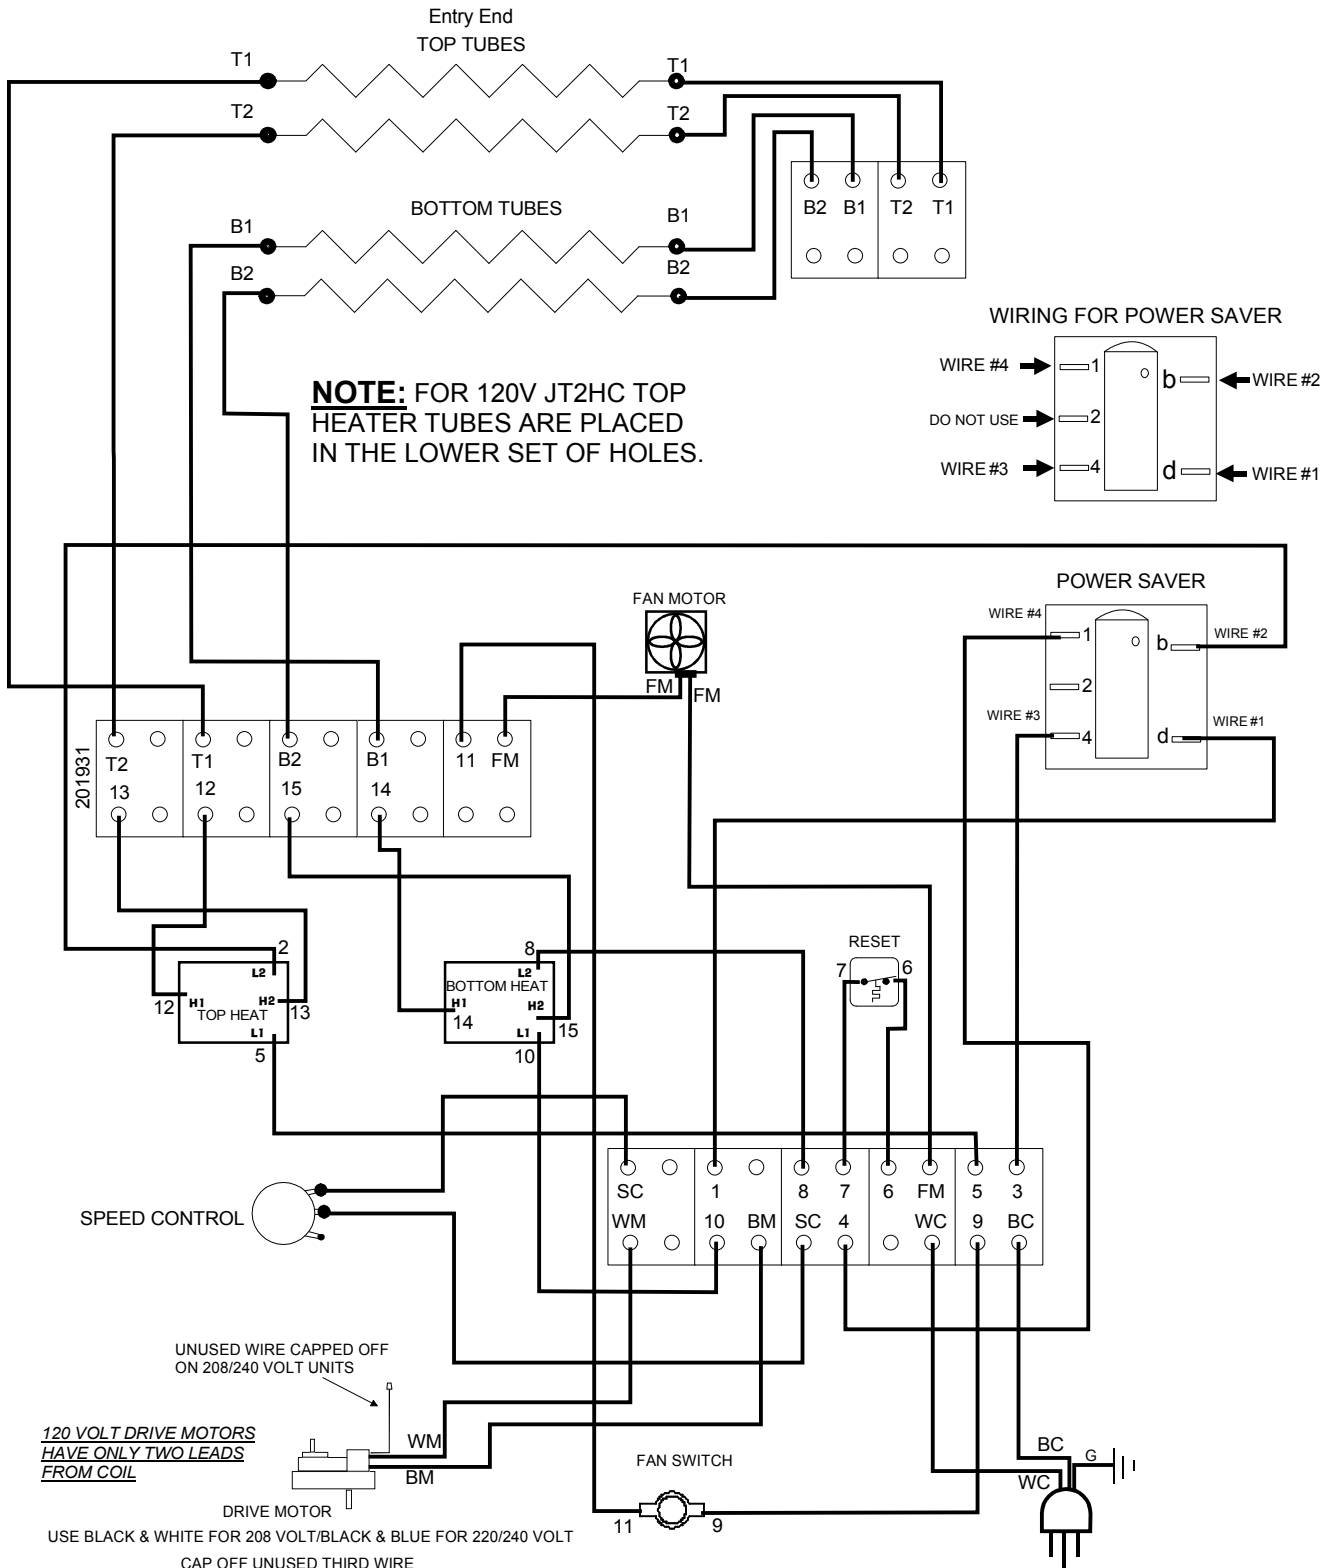 Entry End
TOP TUBES
T1
T1
T2
T2
BOTTOM TUBES
B1
B1
B2
B2
B2 B1 T2 T1
NOTE: FOR 120V JT2HC TOP
HEATER TUBES ARE PLACED
IN THE LOWER SET OF HOLES.
WIRING FOR POWER SAVER
WIRE #4
1
b
WIRE #2
DO NOT USE
2
WIRE #3
4
d
WIRE #1
POWER SAVER
WIRE #4
1
b
WIRE #2
2
WIRE #3
4
d
WIRE #1
FAN MOTOR
FM
FM
201931
T2 T1 B2 B1 11 FM
13 12 15 14
2
L2
12
H1
H2
13
TOP HEAT
L1
5
8
L2
BOTTOM HEAT
H1
H2
14
15
L1
10
RESET
7
6
SPEED CONTROL
SC 1 8 7 6 FM 5 3
WM 10 BM SC 4 WC 9 BC
UNUSED WIRE CAPPED OFF
ON 208/240 VOLT UNITS
120 VOLT DRIVE MOTORS
HAVE ONLY TWO LEADS
FROM COIL
WM
BM
DRIVE MOTOR
USE BLACK & WHITE FOR 208 VOLT/BLACK & BLUE FOR 220/240 VOLT
CAP OFF UNUSED THIRD WIRE
FAN SWITCH
11
9
BC
G
WC